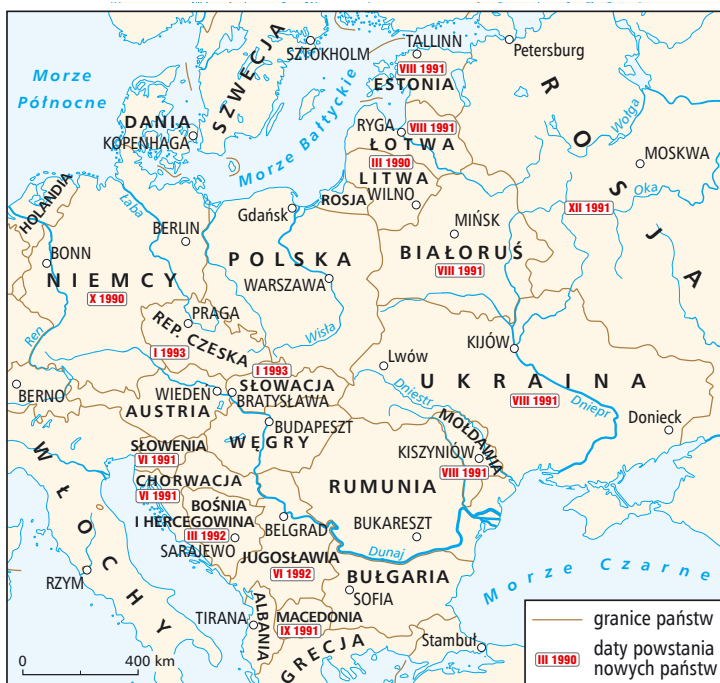 SZTOKHOLM
TALLINN
Petersburg
VIII 1991
ESTONIA
Morze
Północne
SZWECJA
DANIA
KOPENHAGA
Morze Bałtyckie
RYGA
VIII 1991
ŁOTWA
III 1990
LITWA
WILNO
ROSJA
ROSJA
Wołga
MOSKWA
Oka
XII 1991
HOLANDIA
Łaba
Gdańsk
BERLIN
MIŃSK
BONN
POLSKA
BIAŁORUŚ
VIII 1991
NIEMCY
X 1990
WARSZAWA
PRAGA
REP. CZESKA
I 1993
Wisła
Ren
KIJÓW
Lwów
I 1993
SŁOWACJA
BRATYSŁAWA
UKRAINA
VIII 1991
Dniestr
Dniepr
Donieck
BERNO
WIEDEŃ
AUSTRIA
BUDAPESZT
WĘGRY
MOŁDAWIA
KISZYNIÓW
VIII 1991
SŁOWENIA
VI 1991
CHORWACJA
VI 1991
WŁOCHY
RUMUNIA
BOŚNIA
I HERCEGOWINA
III 1992
SARAJEWO
BELGRAD
BUKARESZT
JUGOSŁAWIA
VI 1992
Dunaj
BUŁGARIA
SOFIA
Morze Czarne
RZYM
TIRANA
ALBANIA
MACEDONIA
IX 1991
GRECJA
Stambuł
0 400 km
granice państw
III 1990
daty powstania
nowych państw